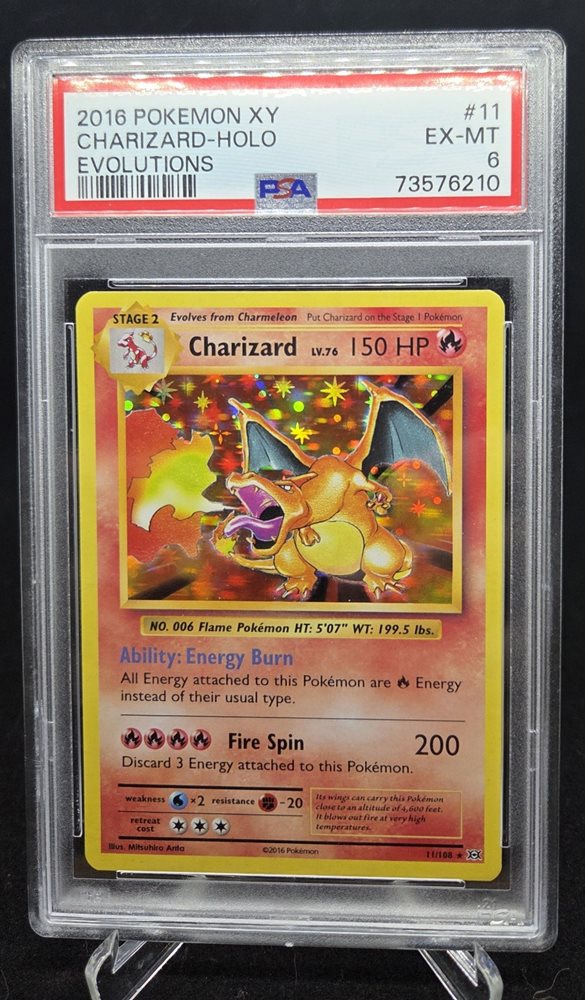 2016 POKEMON XY #11
CHARIZARD-HOLO EX-MT
EVOLUTIONS 6
PSA 73576210
STAGE 2 Evolves from Charmeleon Put Charizard on the Stage 1 Pokémon
Charizard LV.76 150 HP
NO. 006 Flame Pokémon HT: 5'07" WT: 199.5 lbs.
Ability: Energy Burn
All Energy attached to this Pokémon are Energy
instead of their usual type.
Fire Spin 200
Discard 3 Energy attached to this Pokémon.
weakness ×2 resistance -20
retreat
cost
Its wings can carry this Pokémon
close to an altitude of 4,600 feet.
It blows out fire at very high
temperatures.
Illus. Mitsuhiro Arita ©2016 Pokémon 11/108 ★